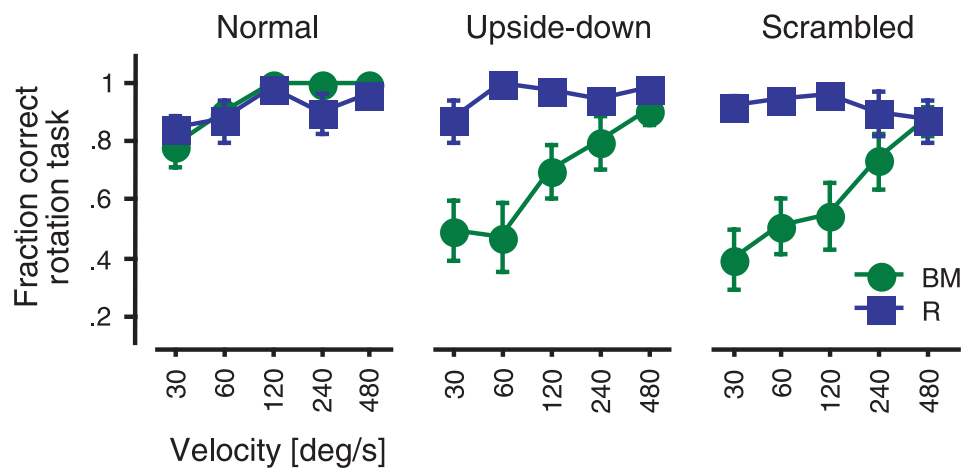 Normal
Upside-down
Scrambled
Fraction correct
rotation task
1
.8
.6
.4
.2
BM
R
30
60
120
240
480
30
60
120
240
480
30
60
120
240
480
Velocity [deg/s]